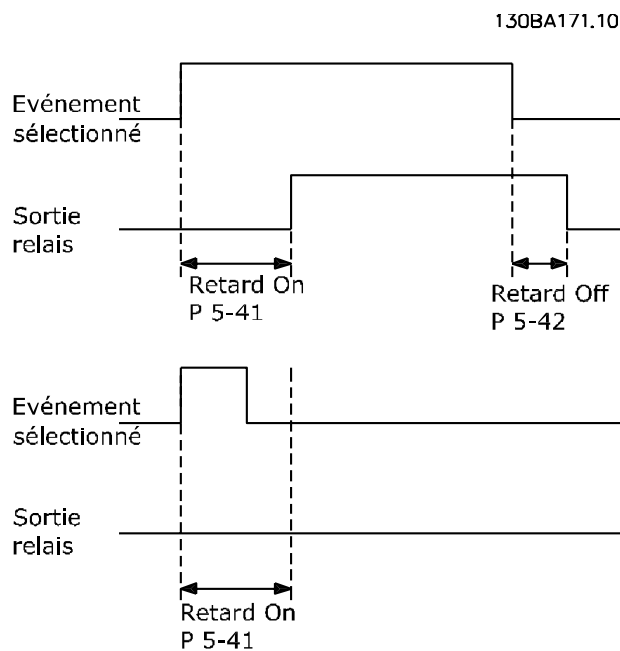 130BA171.10
Evénement
sélectionné
Sortie
relais
Retard On
P 5-41
Retard Off
P 5-42
Evénement
sélectionné
Sortie
relais
Retard On
P 5-41